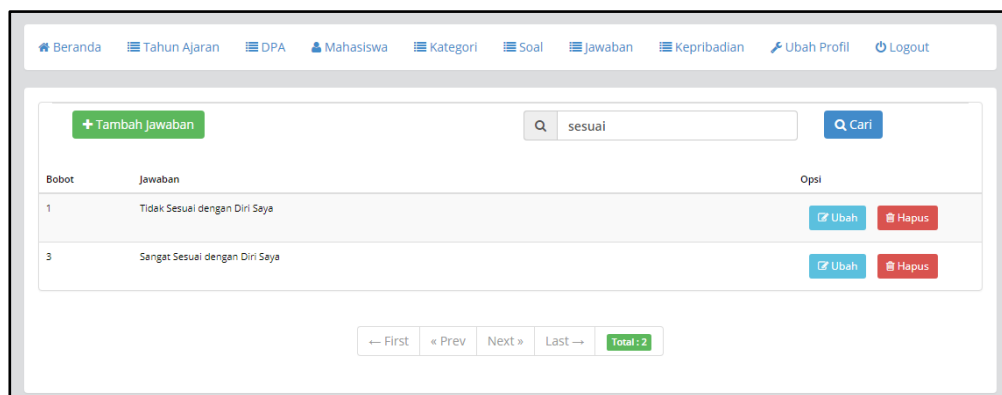 Beranda Tahun Ajaran DPA Mahasiswa Kategori Soal Jawaban Kepribadian Ubah Profil Logout
+ Tambah Jawaban sesuai Cari
Bobot Jawaban Opsi
1 Tidak Sesuai dengan Diri Saya Ubah Hapus
3 Sangat Sesuai dengan Diri Saya Ubah Hapus
← First « Prev Next » Last → Total : 2